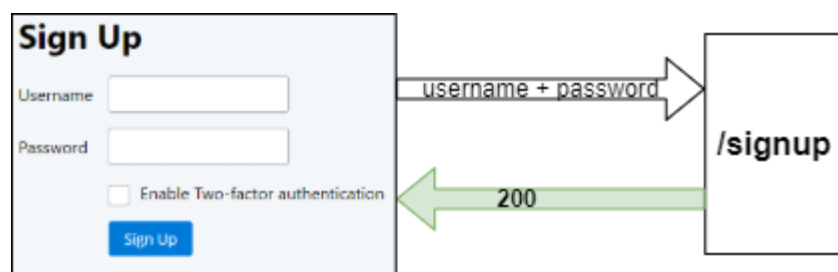 Sign Up
Username
Password
Enable Two-factor authentication
Sign Up
username + password
200
/signup